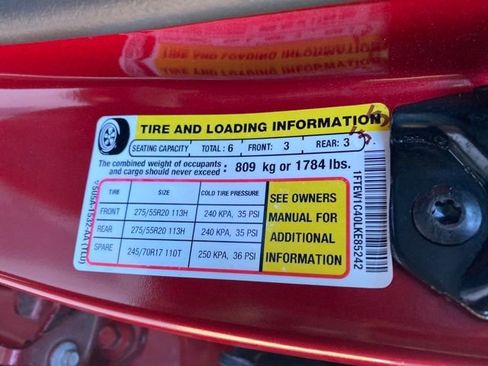 TIRE AND LOADING INFORMATION
SEATING CAPACITY TOTAL: 6 FRONT: 3 REAR: 3
The combined weight of occupants
and cargo should never exceed : 809 kg or 1784 lbs.
TIRE SIZE COLD TIRE PRESSURE
FRONT 275/55R20 113H 240 KPA, 35 PSI
REAR 275/55R20 113H 240 KPA, 35 PSI
SPARE 245/70R17 110T 250 KPA, 36 PSI
SEE OWNERS
MANUAL FOR
ADDITIONAL
INFORMATION
1FTEW1C40LKE85242